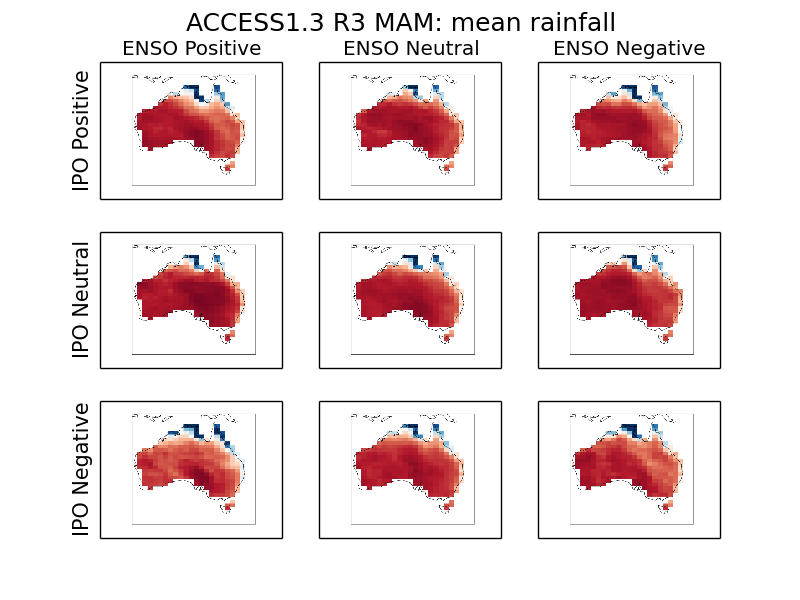 ACCESS1.3 R3 MAM: mean rainfall
ENSO Positive ENSO Neutral ENSO Negative
IPO Positive
IPO Neutral
IPO Negative